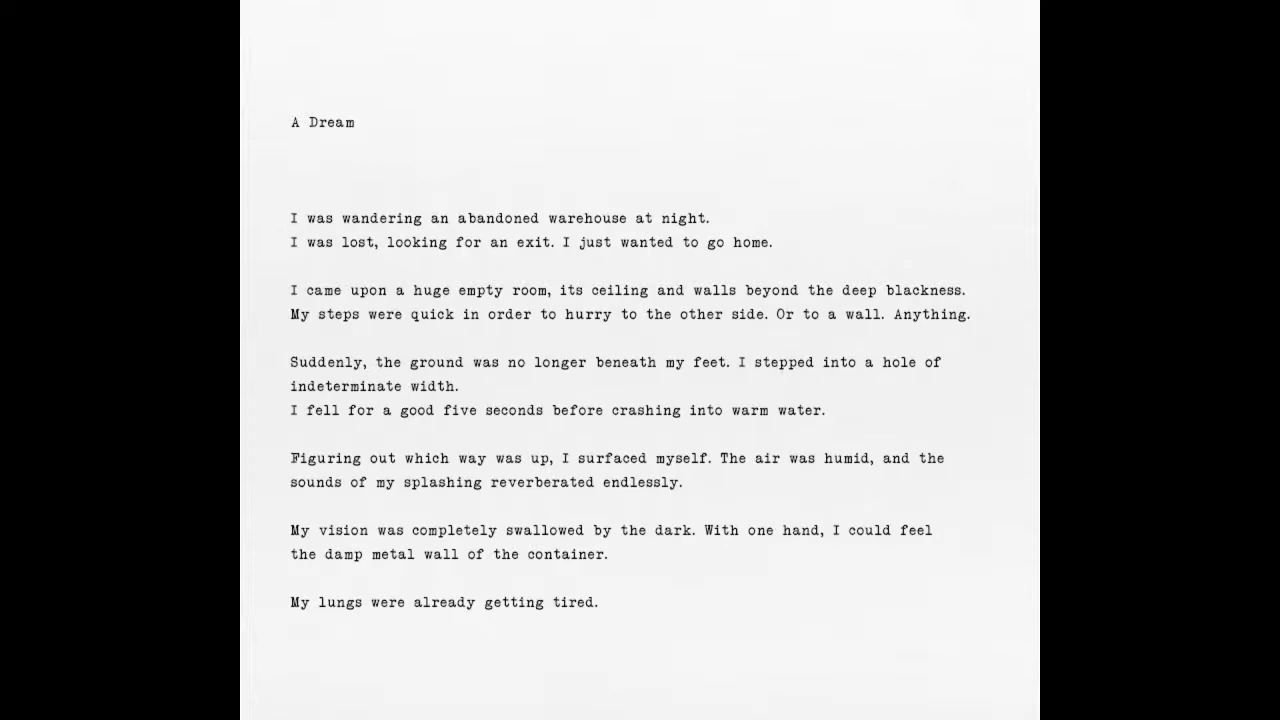 A Dream
I was wandering an abandoned warehouse at night.
I was lost, looking for an exit. I just wanted to go home.
I came upon a huge empty room, its ceiling and walls beyond the deep blackness.
My steps were quick in order to hurry to the other side. Or to a wall. Anything.
Suddenly, the ground was no longer beneath my feet. I stepped into a hole of
indeterminate width.
I fell for a good five seconds before crashing into warm water.
Figuring out which way was up, I surfaced myself. The air was humid, and the
sounds of my splashing reverberated endlessly.
My vision was completely swallowed by the dark. With one hand, I could feel
the damp metal wall of the container.
My lungs were already getting tired.